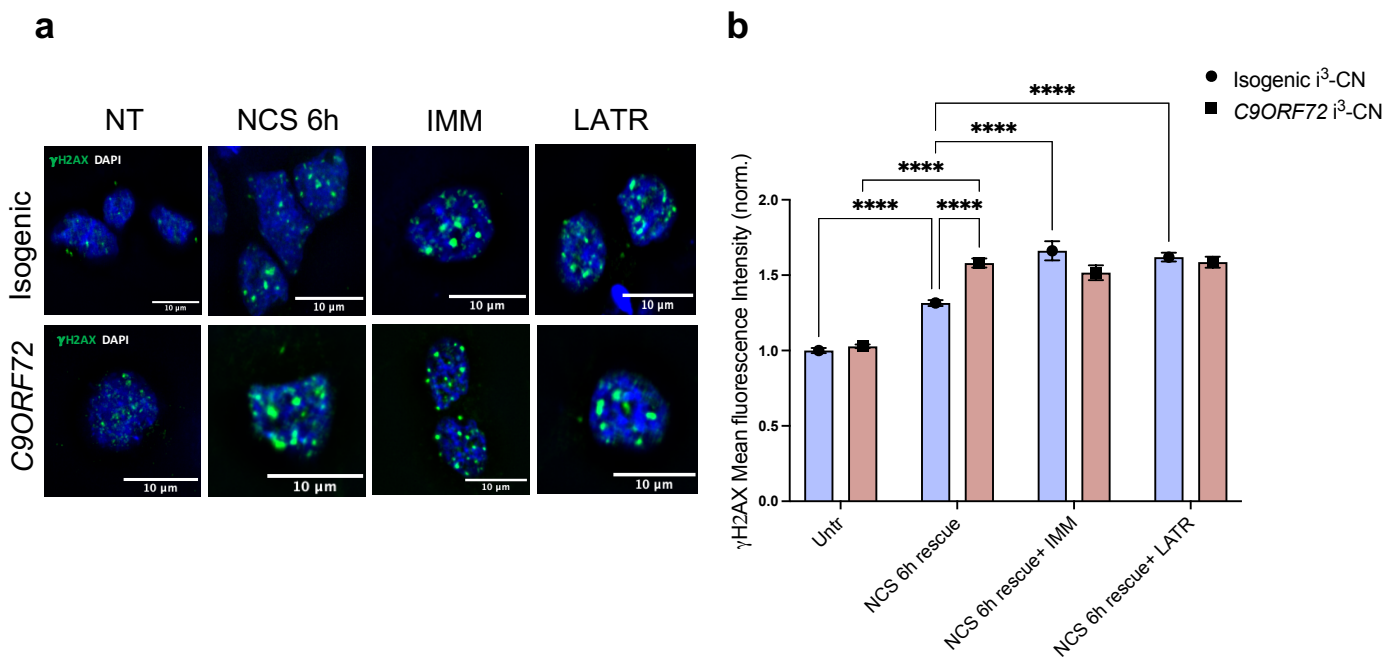 a
NT NCS 6h IMM LATR
Isogenic
γH2AX DAPI
10 µm
10 µm
10 µm
10 µm
C9ORF72
γH2AX DAPI
10 µm
10 µm
10 µm
10 µm
b
Isogenic i³-CN
C9ORF72 i³-CN
****
****
****
**** ****
γH2AX Mean fluorescence Intensity (norm.)
2.0
1.5
1.0
0.5
0.0
Untr
NCS 6h rescue
NCS 6h rescue+ IMM
NCS 6h rescue+ LATR